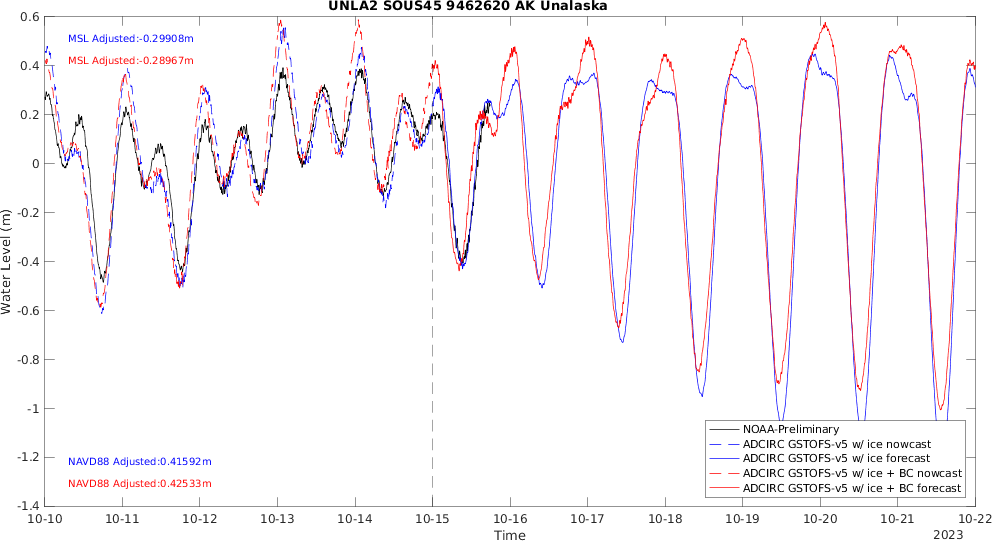 UNLA2 SOUS45 9462620 AK Unalaska
MSL Adjusted:-0.29908m
MSL Adjusted:-0.28967m
NAVD88 Adjusted:0.41592m
NAVD88 Adjusted:0.42533m
Water Level (m)
0.6
0.4
0.2
0
-0.2
-0.4
-0.6
-0.8
-1
-1.2
-1.4
NOAA-Preliminary
ADCIRC GSTOFS-v5 w/ ice nowcast
ADCIRC GSTOFS-v5 w/ ice forecast
ADCIRC GSTOFS-v5 w/ ice + BC nowcast
ADCIRC GSTOFS-v5 w/ ice + BC forecast
10-10 10-11 10-12 10-13 10-14 10-15 10-16 10-17 10-18 10-19 10-20 10-21 10-22
Time
2023